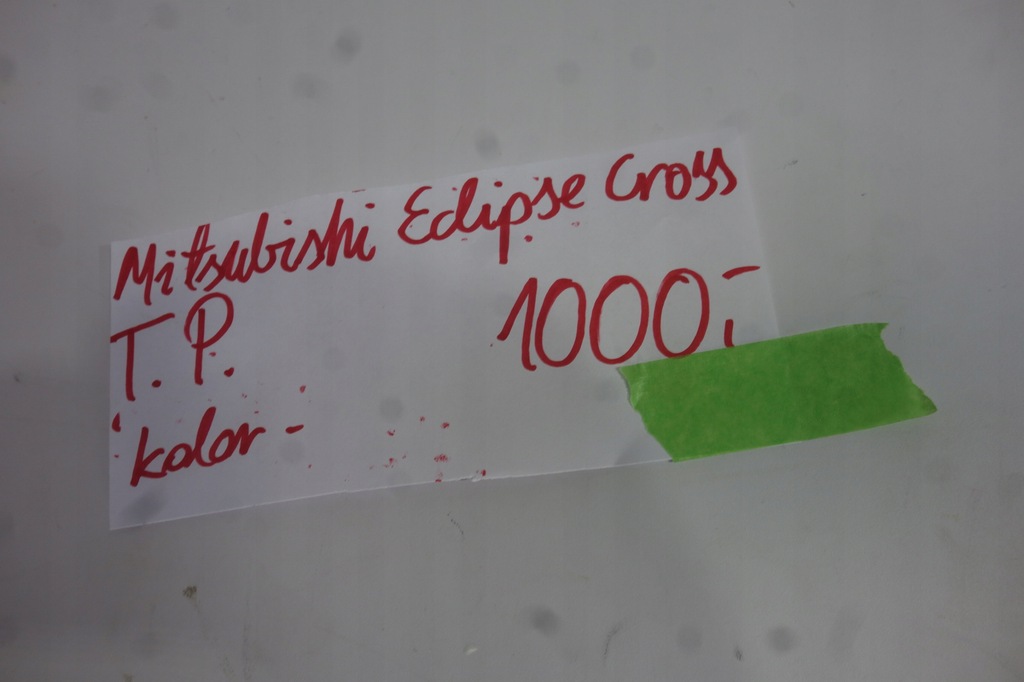 Mitsubishi Eclipse Cross
T. P. 1000,-
kolor -